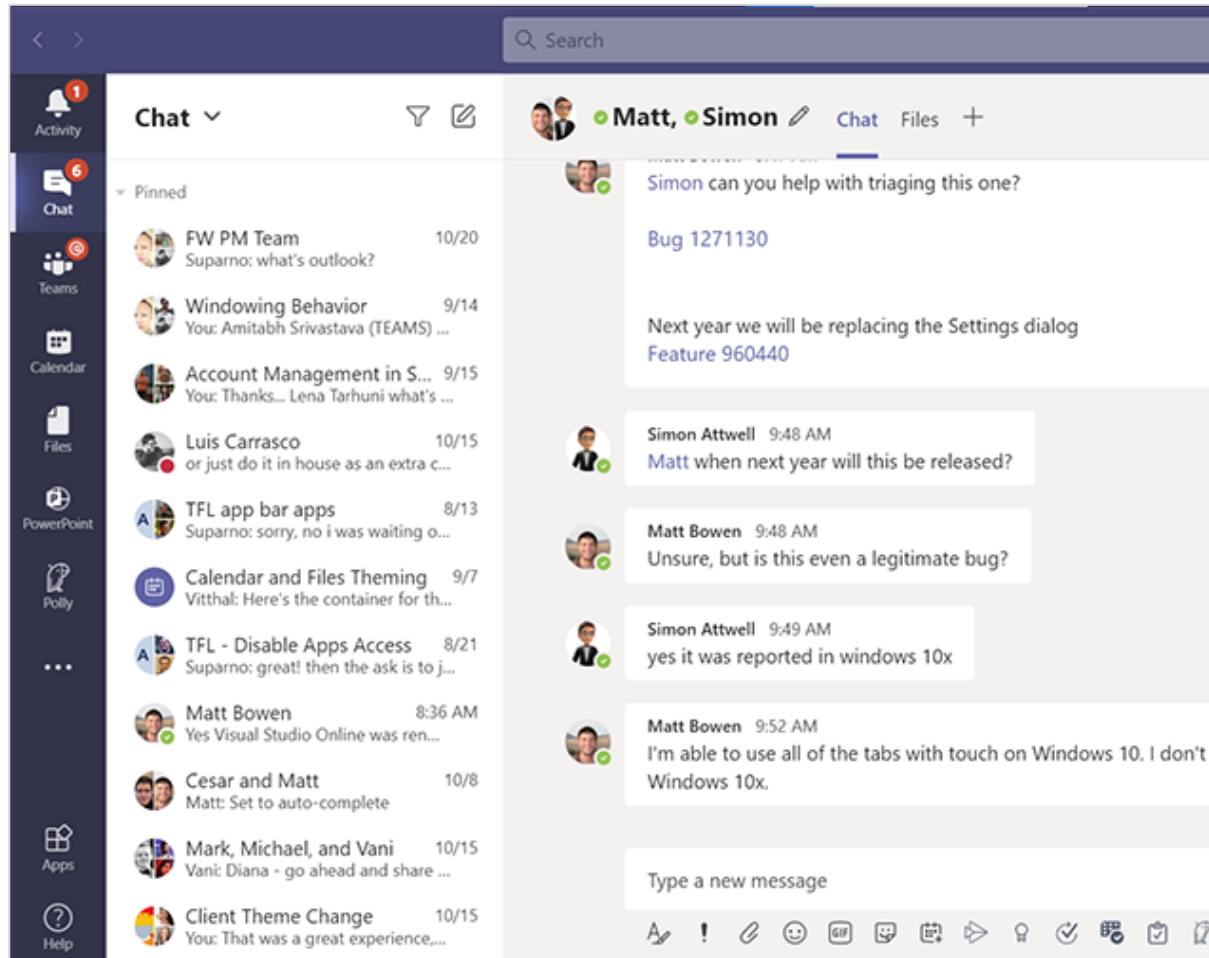 Search
1
Activity
6
Chat
Teams
Calendar
Files
PowerPoint
Polly
Apps
Help
Chat
Pinned
FW PM Team 10/20
Suparno: what's outlook?
Windowing Behavior 9/14
You: Amitabh Srivastava (TEAMS) ...
Account Management in S... 9/15
You: Thanks... Lena Tarhuni what's ...
Luis Carrasco 10/15
or just do it in house as an extra c...
A
TFL app bar apps 8/13
Suparno: sorry, no i was waiting o...
Calendar and Files Theming 9/7
Vitthal: Here's the container for th...
A
TFL - Disable Apps Access 8/21
Suparno: great! then the ask is to j...
Matt Bowen 8:36 AM
Yes Visual Studio Online was ren...
Cesar and Matt 10/8
Matt: Set to auto-complete
Mark, Michael, and Vani 10/15
Vani: Diana - go ahead and share ...
Client Theme Change 10/15
You: That was a great experience,...
Matt, Simon Chat Files
Simon can you help with triaging this one?
Bug 1271130
Next year we will be replacing the Settings dialog
Feature 960440
Simon Attwell 9:48 AM
Matt when next year will this be released?
Matt Bowen 9:48 AM
Unsure, but is this even a legitimate bug?
Simon Attwell 9:49 AM
yes it was reported in windows 10x
Matt Bowen 9:52 AM
I'm able to use all of the tabs with touch on Windows 10. I don't
Windows 10x.
Type a new message
GIF